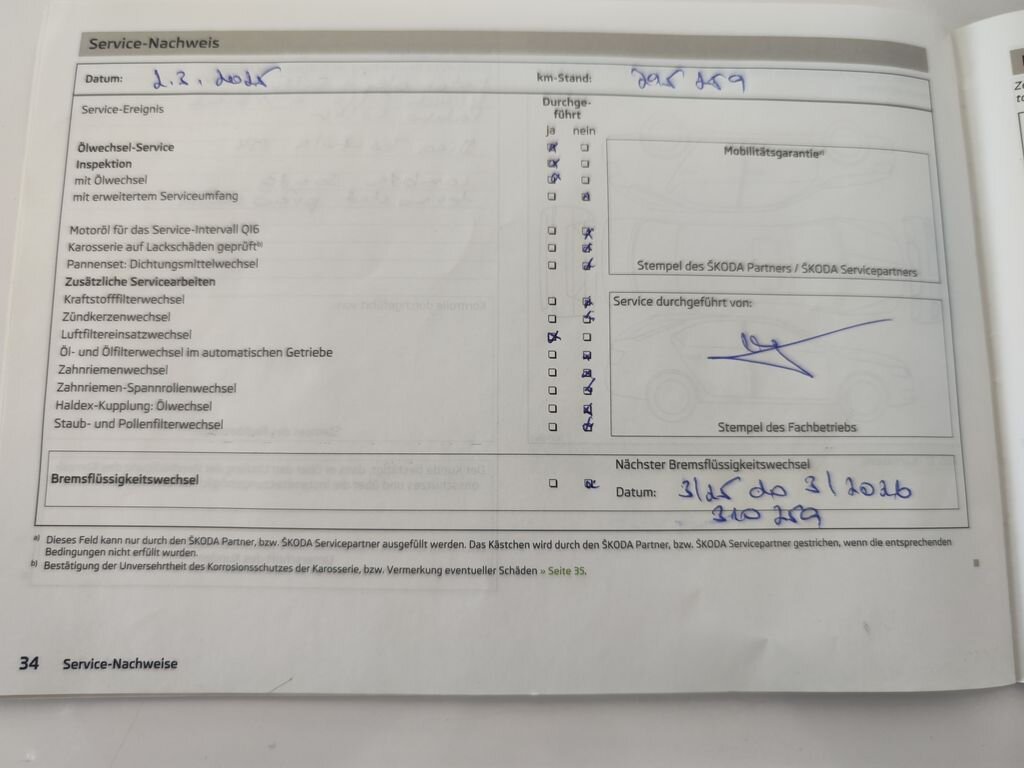 Service-Nachweis
Datum: 2.3.2025 km-Stand: 295 259
Service-Ereignis Durchge-
führt
ja nein
Ölwechsel-Service
Inspektion
mit Ölwechsel
mit erweitertem Serviceumfang
Mobilitätsgarantie a)
Motoröl für das Service-Intervall QI6
Karosserie auf Lackschäden geprüft b)
Pannenset: Dichtungsmittelwechsel
Stempel des ŠKODA Partners / ŠKODA Servicepartners
Zusätzliche Servicearbeiten
Kraftstofffilterwechsel
Service durchgeführt von:
Zündkerzenwechsel
Luftfiltereinsatzwechsel
Öl- und Ölfilterwechsel im automatischen Getriebe
Zahnriemenwechsel
Zahnriemen-Spannrollenwechsel
Haldex-Kupplung: Ölwechsel
Staub- und Pollenfilterwechsel
Stempel des Fachbetriebs
Bremsflüssigkeitswechsel
Nächster Bremsflüssigkeitswechsel
Datum: 3/25 do 3/2026
310 259
a) Dieses Feld kann nur durch den ŠKODA Partner, bzw. ŠKODA Servicepartner ausgefüllt werden. Das Kästchen wird durch den ŠKODA Partner, bzw. ŠKODA Servicepartner gestrichen, wenn die entsprechenden
Bedingungen nicht erfüllt wurden.
b) Bestätigung der Unversehrtheit des Korrosionsschutzes der Karosserie, bzw. Vermerkung eventueller Schäden » Seite 35.
34 Service-Nachweise